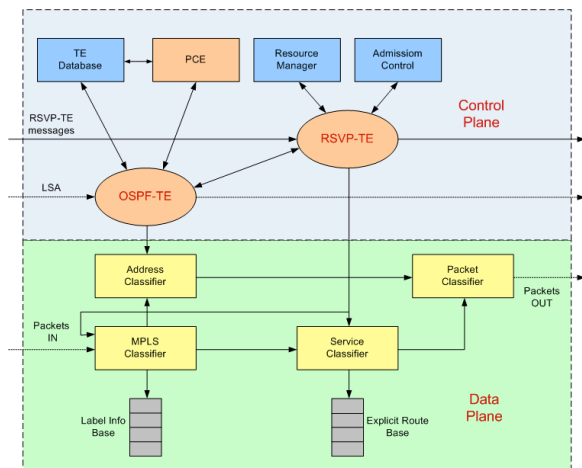 TE
Database
PCE
Resource
Manager
Admissiom
Control
Control
Plane
RSVP-TE
messages
RSVP-TE
LSA
OSPF-TE
Address
Classifier
Packet
Classifier
Packets
OUT
Packets
IN
MPLS
Classifier
Service
Classifier
Label Info
Base
Explicit Route
Base
Data
Plane